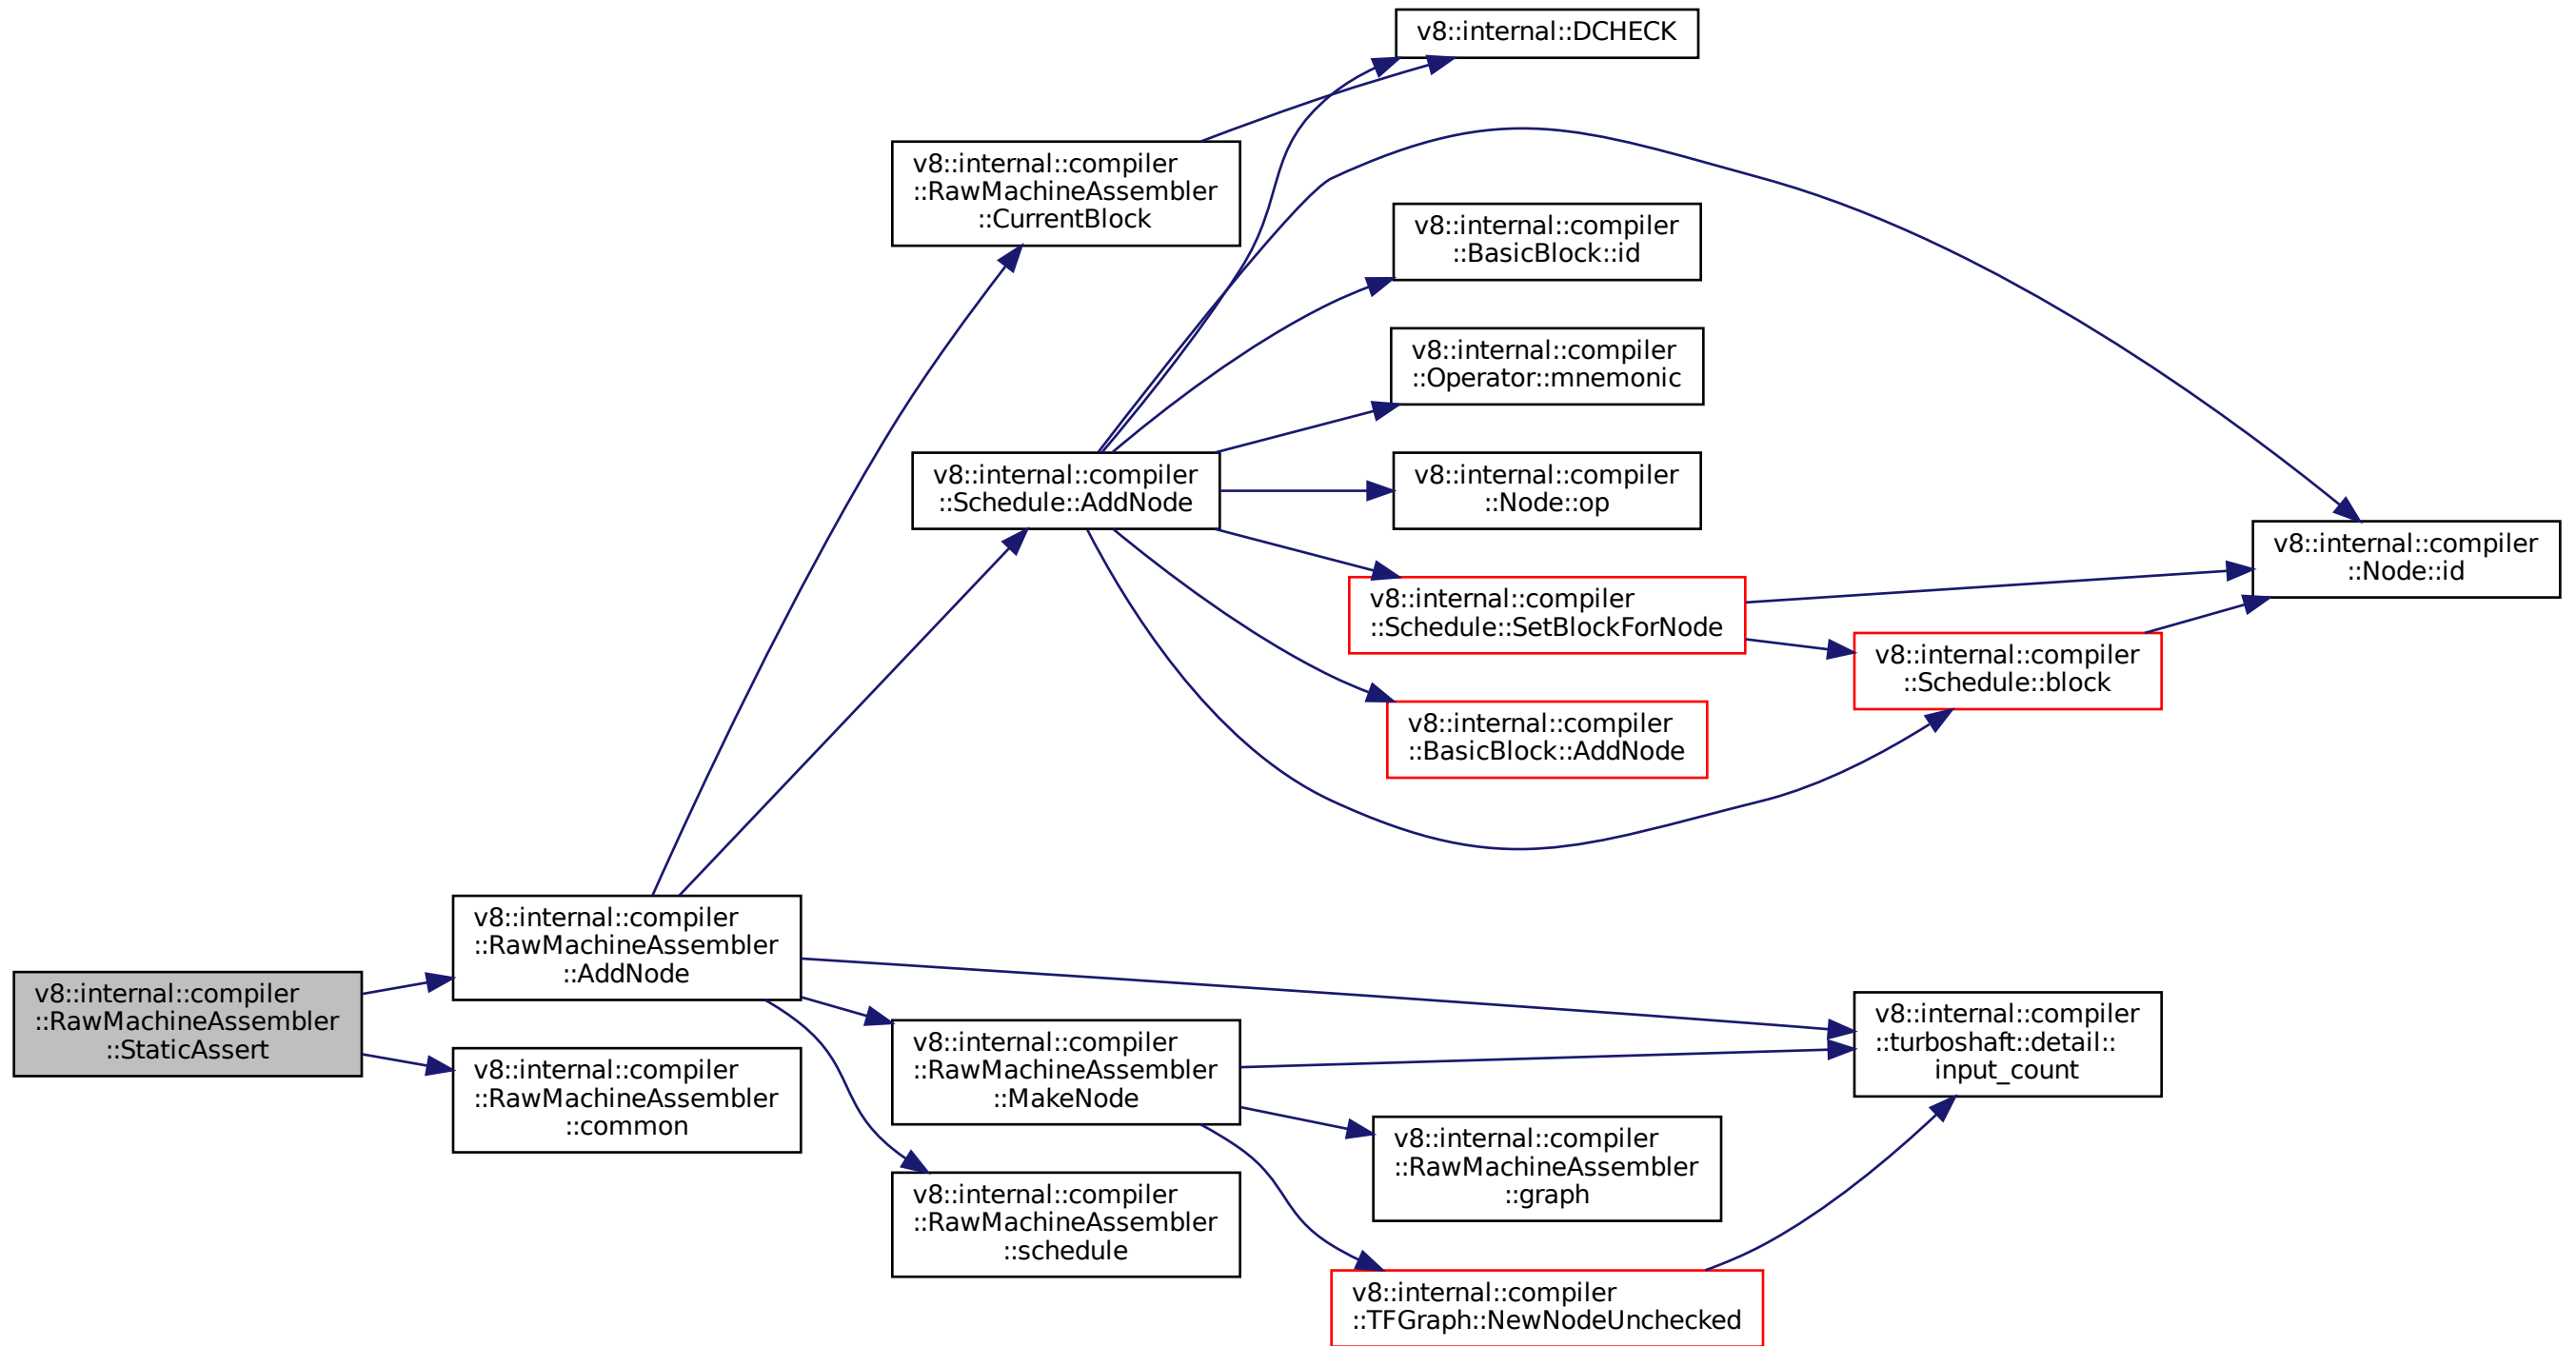 v8::internal::DCHECK
v8::internal::compiler
::RawMachineAssembler
::CurrentBlock
v8::internal::compiler
::BasicBlock::id
v8::internal::compiler
::Operator::mnemonic
v8::internal::compiler
::Schedule::AddNode
v8::internal::compiler
::Node::op
v8::internal::compiler
::Node::id
v8::internal::compiler
::Schedule::SetBlockForNode
v8::internal::compiler
::Schedule::block
v8::internal::compiler
::BasicBlock::AddNode
v8::internal::compiler
::RawMachineAssembler
::AddNode
v8::internal::compiler
::RawMachineAssembler
::StaticAssert
v8::internal::compiler
::RawMachineAssembler
::common
v8::internal::compiler
::RawMachineAssembler
::MakeNode
v8::internal::compiler
::turboshaft::detail::
input_count
v8::internal::compiler
::RawMachineAssembler
::graph
v8::internal::compiler
::RawMachineAssembler
::schedule
v8::internal::compiler
::TFGraph::NewNodeUnchecked